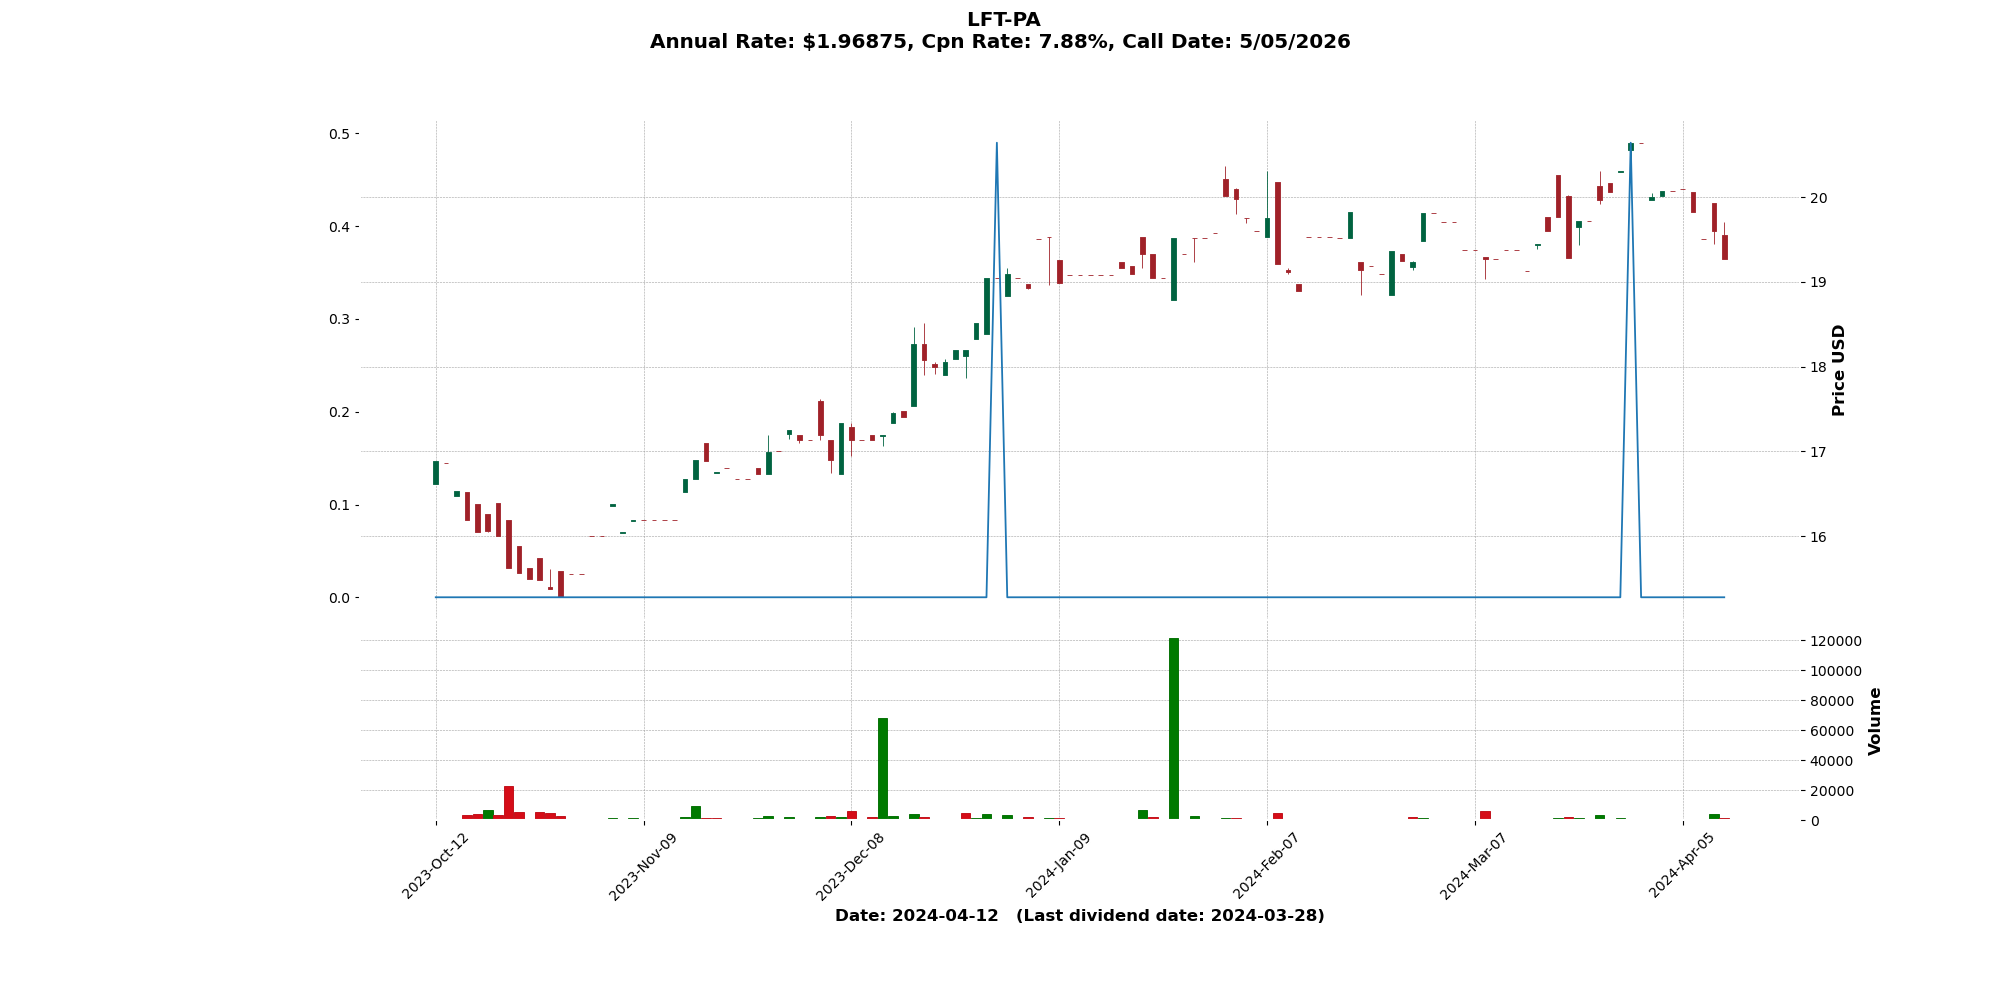 LFT-PA
Annual Rate: $1.96875, Cpn Rate: 7.88%, Call Date: 5/05/2026
0.5
0.4
0.3
0.2
0.1
0.0
20
19
18
17
16
Price USD
120000
100000
80000
60000
40000
20000
0
Volume
2023-Oct-12
2023-Nov-09
2023-Dec-08
2024-Jan-09
2024-Feb-07
2024-Mar-07
2024-Apr-05
Date: 2024-04-12   (Last dividend date: 2024-03-28)